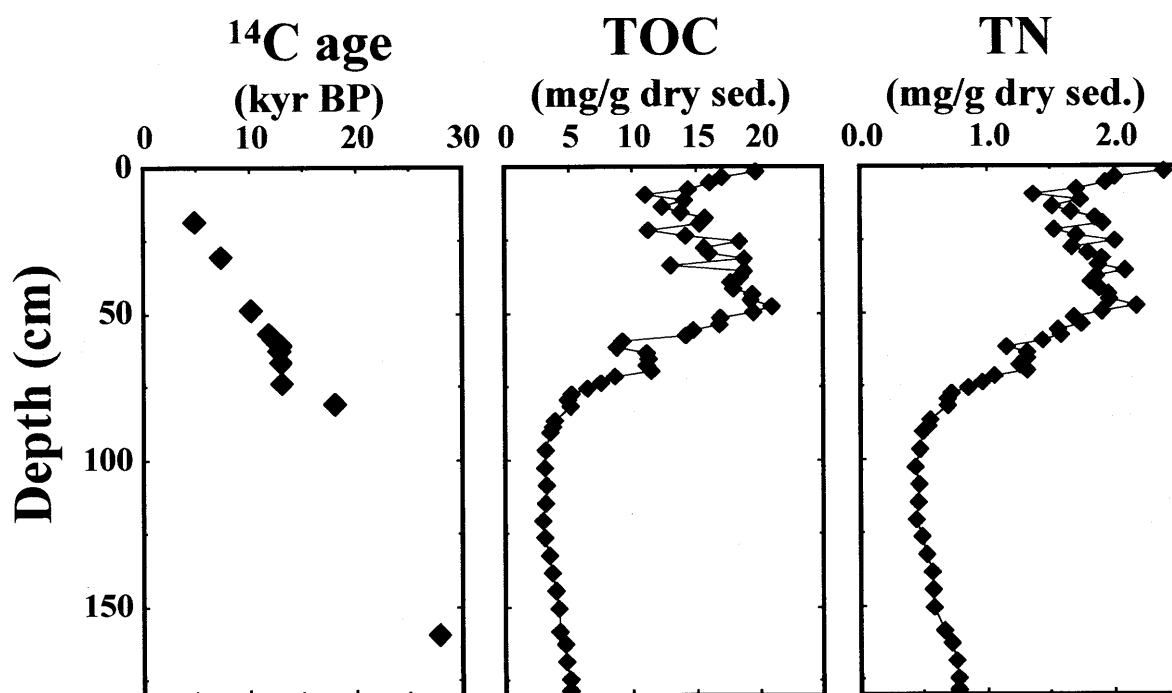 ¹⁴C age TOC TN
(kyr BP) (mg/g dry sed.) (mg/g dry sed.)
0 10 20 30 0 5 10 15 20 0.0 1.0 2.0
0
50
100
150
Depth (cm)